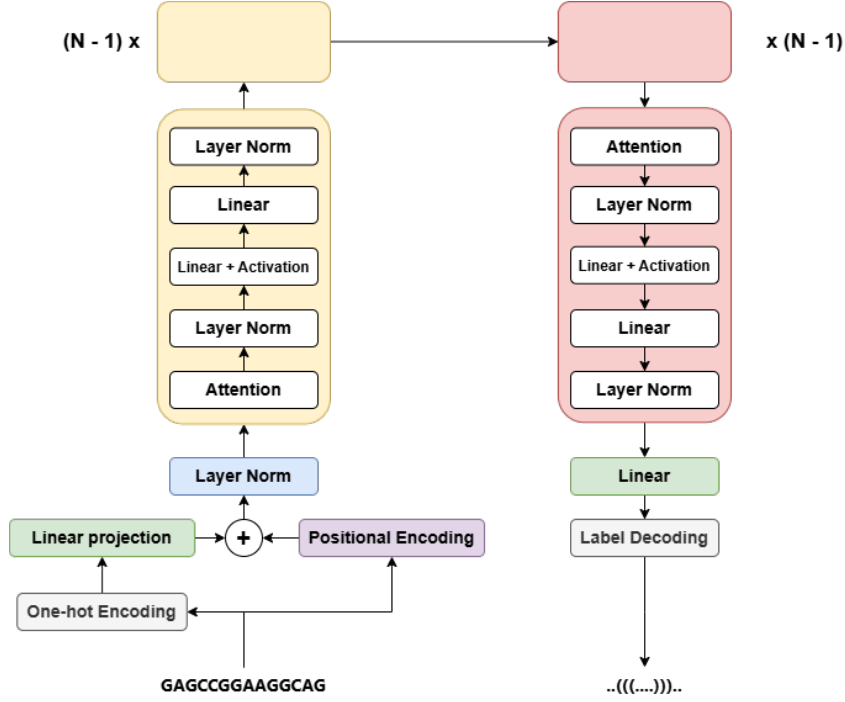 (N - 1) x
x (N - 1)
Layer Norm
Linear
Linear + Activation
Layer Norm
Attention
Layer Norm
Linear projection
+
Positional Encoding
One-hot Encoding
GAGCCGGAAGGCAG
Attention
Layer Norm
Linear + Activation
Linear
Layer Norm
Linear
Label Decoding
..(((....)))..